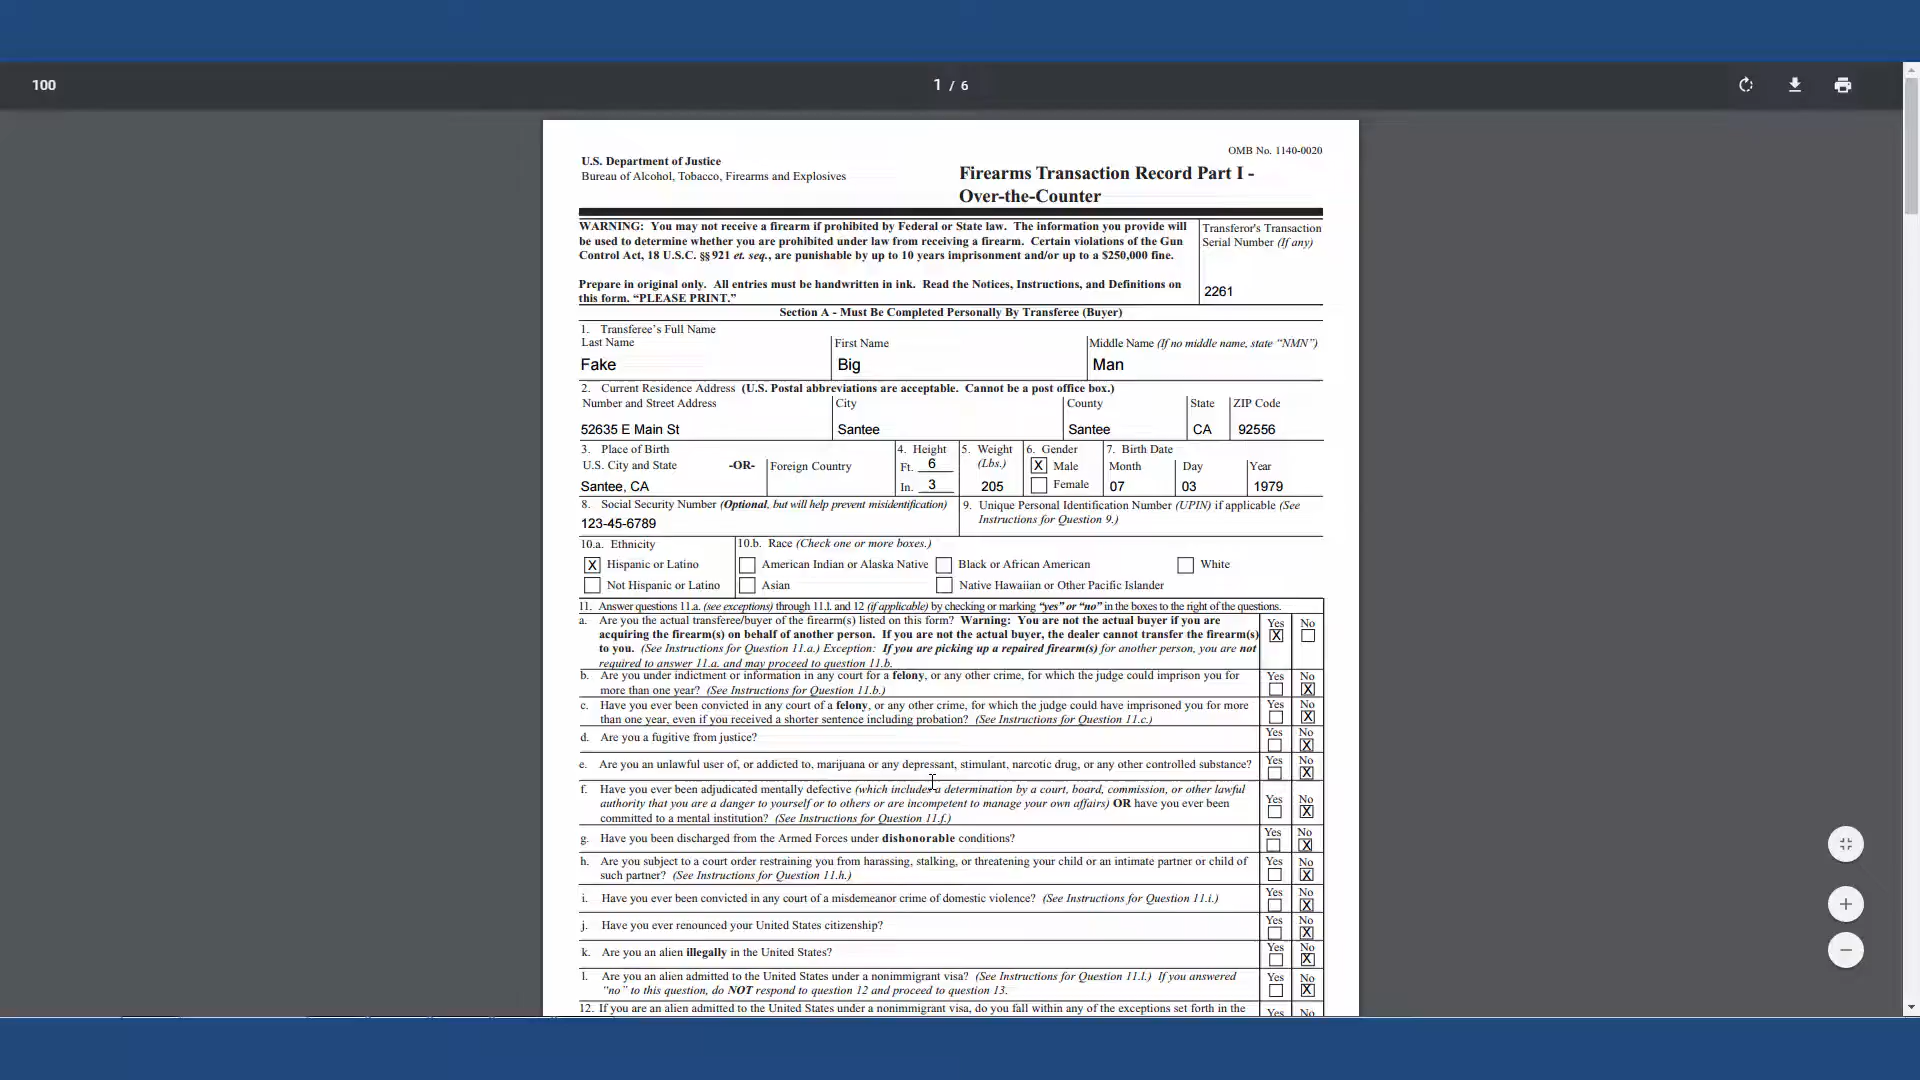 100
1 / 6
OMB No. 1140-0020
U.S. Department of Justice
Bureau of Alcohol, Tobacco, Firearms and Explosives
Firearms Transaction Record Part I -
Over-the-Counter
WARNING: You may not receive a firearm if prohibited by Federal or State law. The information you provide will
be used to determine whether you are prohibited under law from receiving a firearm. Certain violations of the Gun
Control Act, 18 U.S.C. §§ 921 et. seq., are punishable by up to 10 years imprisonment and/or up to a $250,000 fine.
Transferor's Transaction
Serial Number (If any)
2261
Prepare in original only. All entries must be handwritten in ink. Read the Notices, Instructions, and Definitions on
this form. “PLEASE PRINT.”
Section A - Must Be Completed Personally By Transferee (Buyer)
1. Transferee's Full Name
Last Name First Name Middle Name (If no middle name, state “NMN”)
Fake Big Man
2. Current Residence Address (U.S. Postal abbreviations are acceptable. Cannot be a post office box.)
Number and Street Address City County State ZIP Code
52635 E Main St Santee Santee CA 92556
3. Place of Birth 4. Height 5. Weight 6. Gender 7. Birth Date
U.S. City and State -OR- Foreign Country Ft. 6 (Lbs.) X Male Month Day Year
Santee, CA In. 3 205 Female 07 03 1979
8. Social Security Number (Optional, but will help prevent misidentification) 9. Unique Personal Identification Number (UPIN) if applicable (See
123-45-6789 Instructions for Question 9.)
10.a. Ethnicity 10.b. Race (Check one or more boxes.)
X Hispanic or Latino American Indian or Alaska Native Black or African American White
Not Hispanic or Latino Asian Native Hawaiian or Other Pacific Islander
11. Answer questions 11.a. (see exceptions) through 11.l. and 12 (if applicable) by checking or marking “yes” or “no” in the boxes to the right of the questions.
a. Are you the actual transferee/buyer of the firearm(s) listed on this form? Warning: You are not the actual buyer if you are Yes No
acquiring the firearm(s) on behalf of another person. If you are not the actual buyer, the dealer cannot transfer the firearm(s) X
to you. (See Instructions for Question 11.a.) Exception: If you are picking up a repaired firearm(s) for another person, you are not
required to answer 11.a. and may proceed to question 11.b.
b. Are you under indictment or information in any court for a felony, or any other crime, for which the judge could imprison you for Yes No
more than one year? (See Instructions for Question 11.b.) X
c. Have you ever been convicted in any court of a felony, or any other crime, for which the judge could have imprisoned you for more Yes No
than one year, even if you received a shorter sentence including probation? (See Instructions for Question 11.c.) X
d. Are you a fugitive from justice? Yes No
X
e. Are you an unlawful user of, or addicted to, marijuana or any depressant, stimulant, narcotic drug, or any other controlled substance? Yes No
X
f. Have you ever been adjudicated mentally defective (which includes a determination by a court, board, commission, or other lawful
authority that you are a danger to yourself or to others or are incompetent to manage your own affairs) OR have you ever been Yes No
committed to a mental institution? (See Instructions for Question 11.f.) X
g. Have you been discharged from the Armed Forces under dishonorable conditions? Yes No
X
h. Are you subject to a court order restraining you from harassing, stalking, or threatening your child or an intimate partner or child of Yes No
such partner? (See Instructions for Question 11.h.) X
i. Have you ever been convicted in any court of a misdemeanor crime of domestic violence? (See Instructions for Question 11.i.) Yes No
X
j. Have you ever renounced your United States citizenship? Yes No
X
k. Are you an alien illegally in the United States? Yes No
X
l. Are you an alien admitted to the United States under a nonimmigrant visa? (See Instructions for Question 11.l.) If you answered Yes No
“no” to this question, do NOT respond to question 12 and proceed to question 13. X
12. If you are an alien admitted to the United States under a nonimmigrant visa, do you fall within any of the exceptions set forth in the Yes No